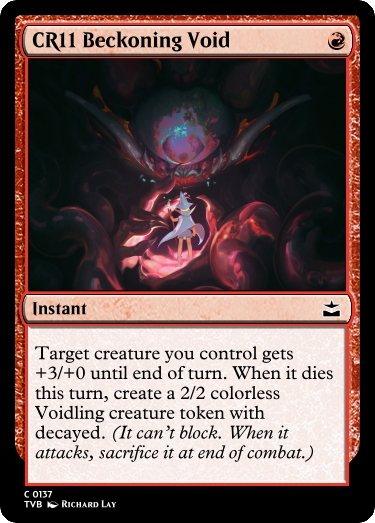 CR11 Beckoning Void
Instant
Target creature you control gets
+3/+0 until end of turn. When it dies
this turn, create a 2/2 colorless
Voidling creature token with
decayed. (It can't block. When it
attacks, sacrifice it at end of combat.)
C 0137
TVB Richard Lay